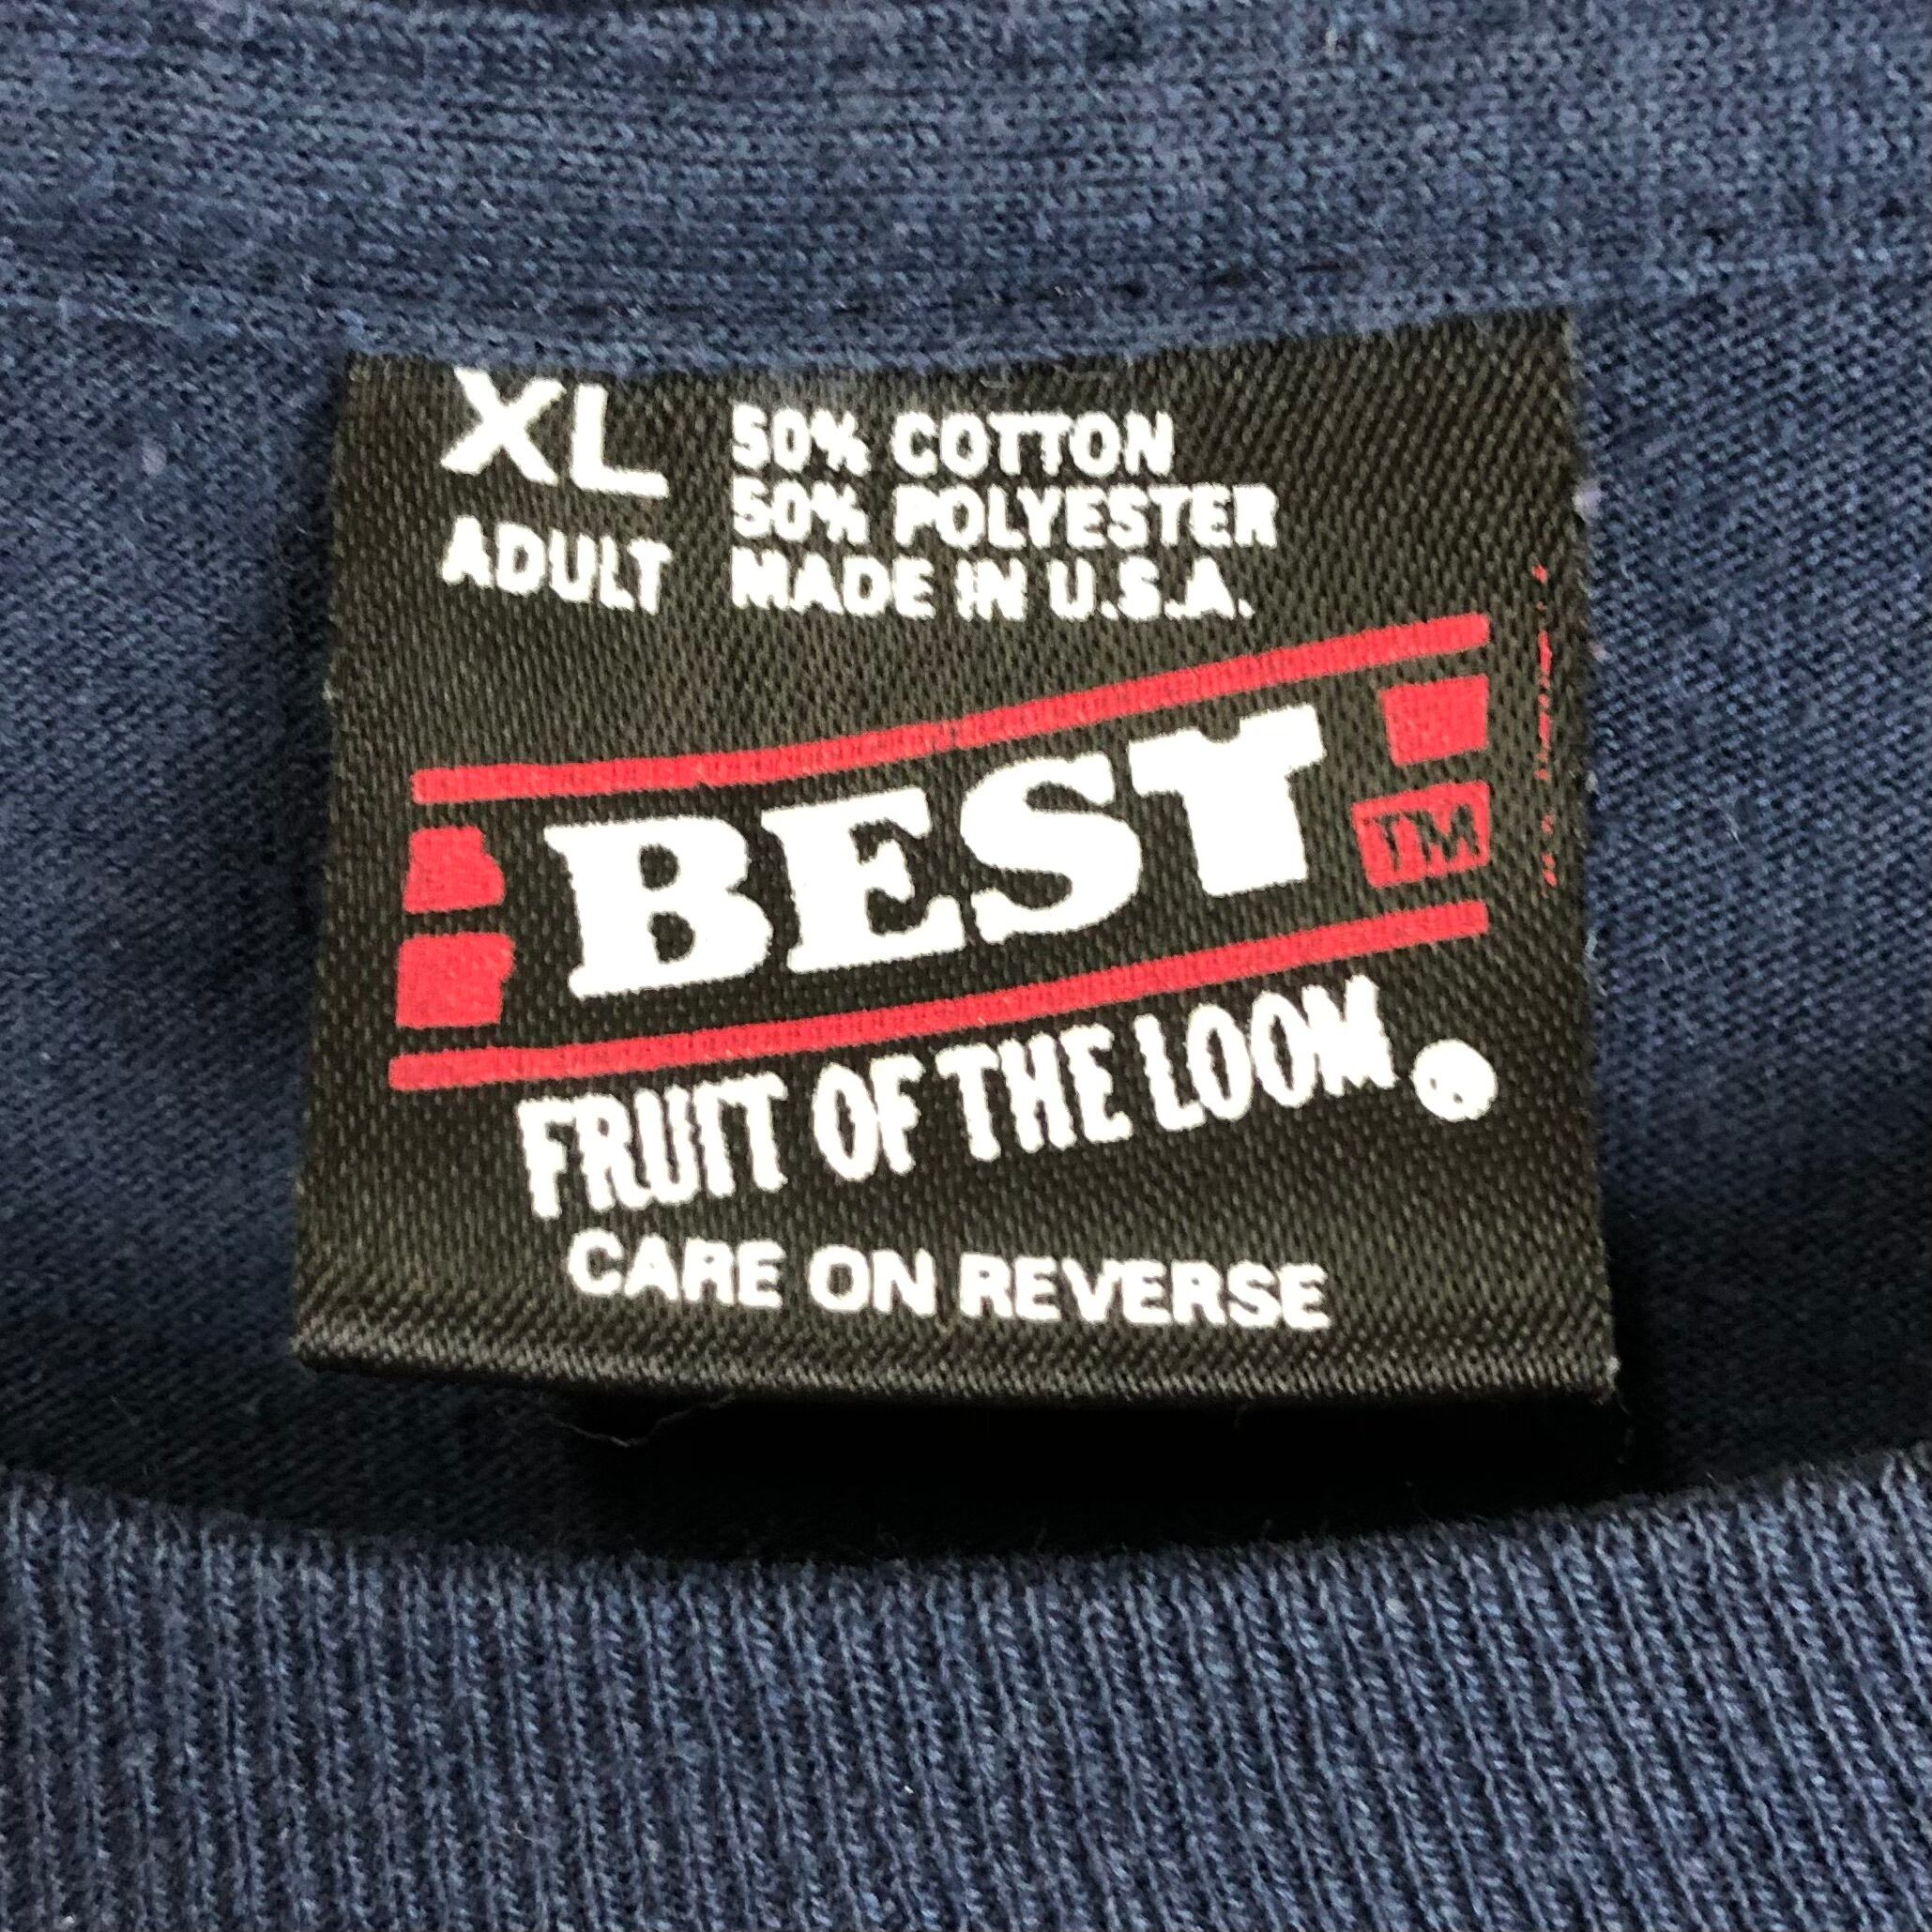 XL
ADULT
50% COTTON
50% POLYESTER
MADE IN U.S.A.
BEST
TM
FRUIT OF THE LOOM ®
CARE ON REVERSE